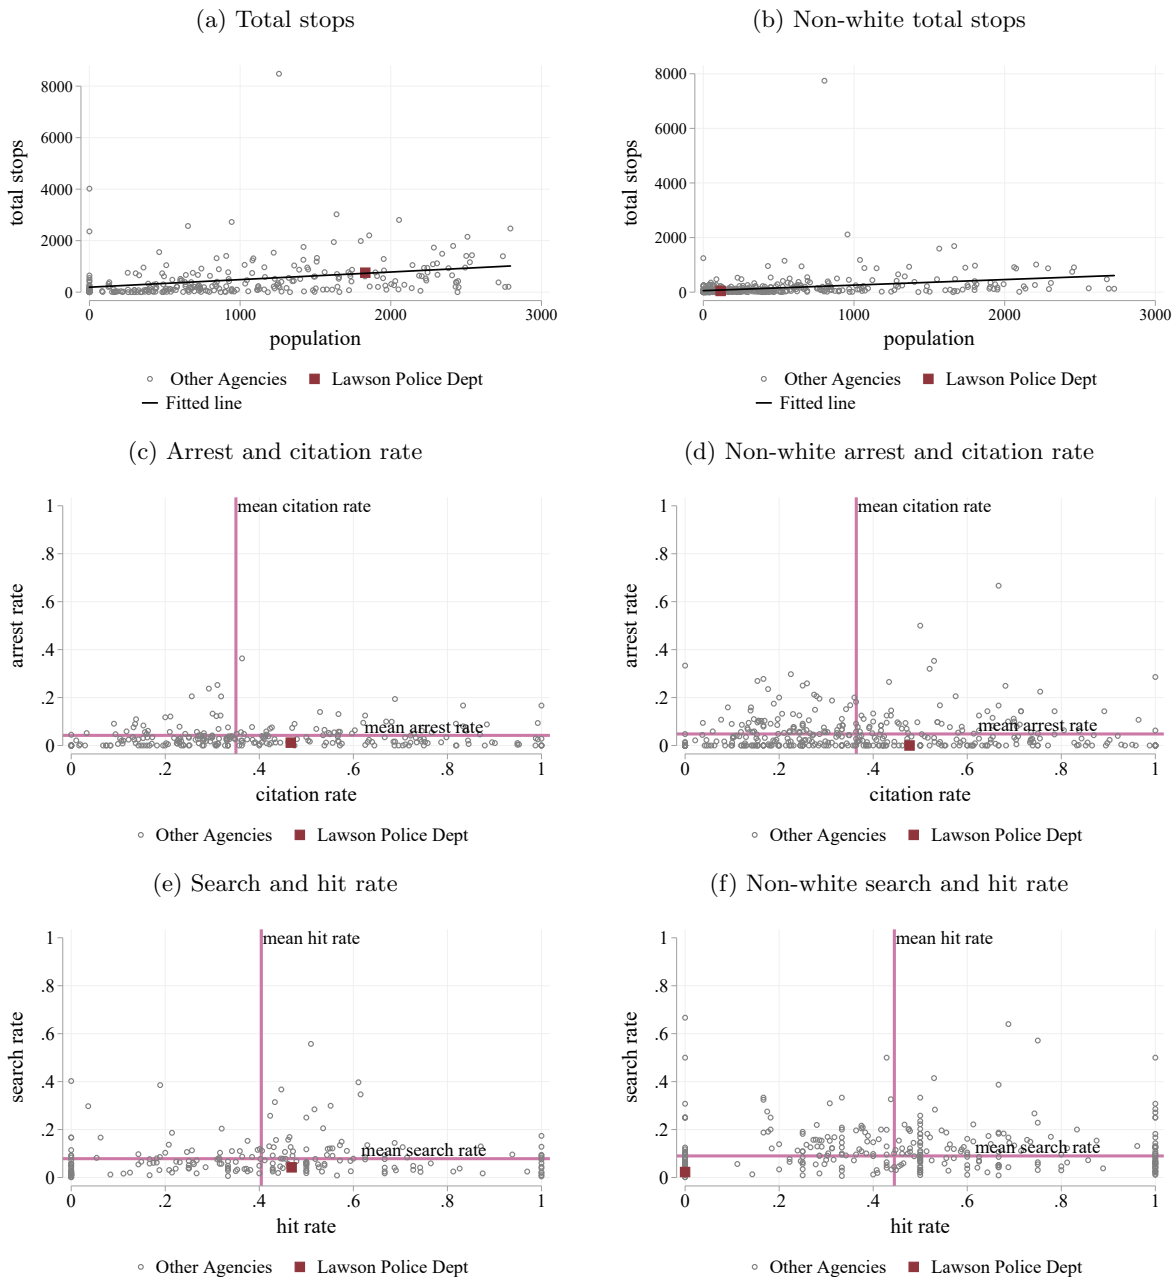 (a) Total stops
(b) Non-white total stops
total stops
8000
6000
4000
2000
0
0 1000 2000 3000
population
Other Agencies Lawson Police Dept
Fitted line
total stops
8000
6000
4000
2000
0
0 1000 2000 3000
population
Other Agencies Lawson Police Dept
Fitted line
(c) Arrest and citation rate
(d) Non-white arrest and citation rate
arrest rate
1
.8
.6
.4
.2
0
mean citation rate
mean arrest rate
0 .2 .4 .6 .8 1
citation rate
Other Agencies Lawson Police Dept
arrest rate
1
.8
.6
.4
.2
0
mean citation rate
mean arrest rate
0 .2 .4 .6 .8 1
citation rate
Other Agencies Lawson Police Dept
(e) Search and hit rate
(f) Non-white search and hit rate
search rate
1
.8
.6
.4
.2
0
mean hit rate
mean search rate
0 .2 .4 .6 .8 1
hit rate
Other Agencies Lawson Police Dept
search rate
1
.8
.6
.4
.2
0
mean hit rate
mean search rate
0 .2 .4 .6 .8 1
hit rate
Other Agencies Lawson Police Dept